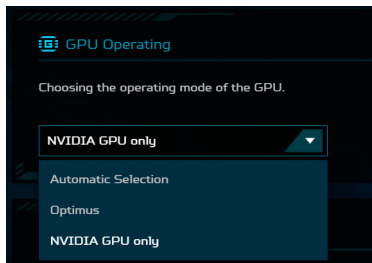 GPU Operating
Choosing the operating mode of the GPU.
NVIDIA GPU only
Automatic Selection
Optimus
NVIDIA GPU only